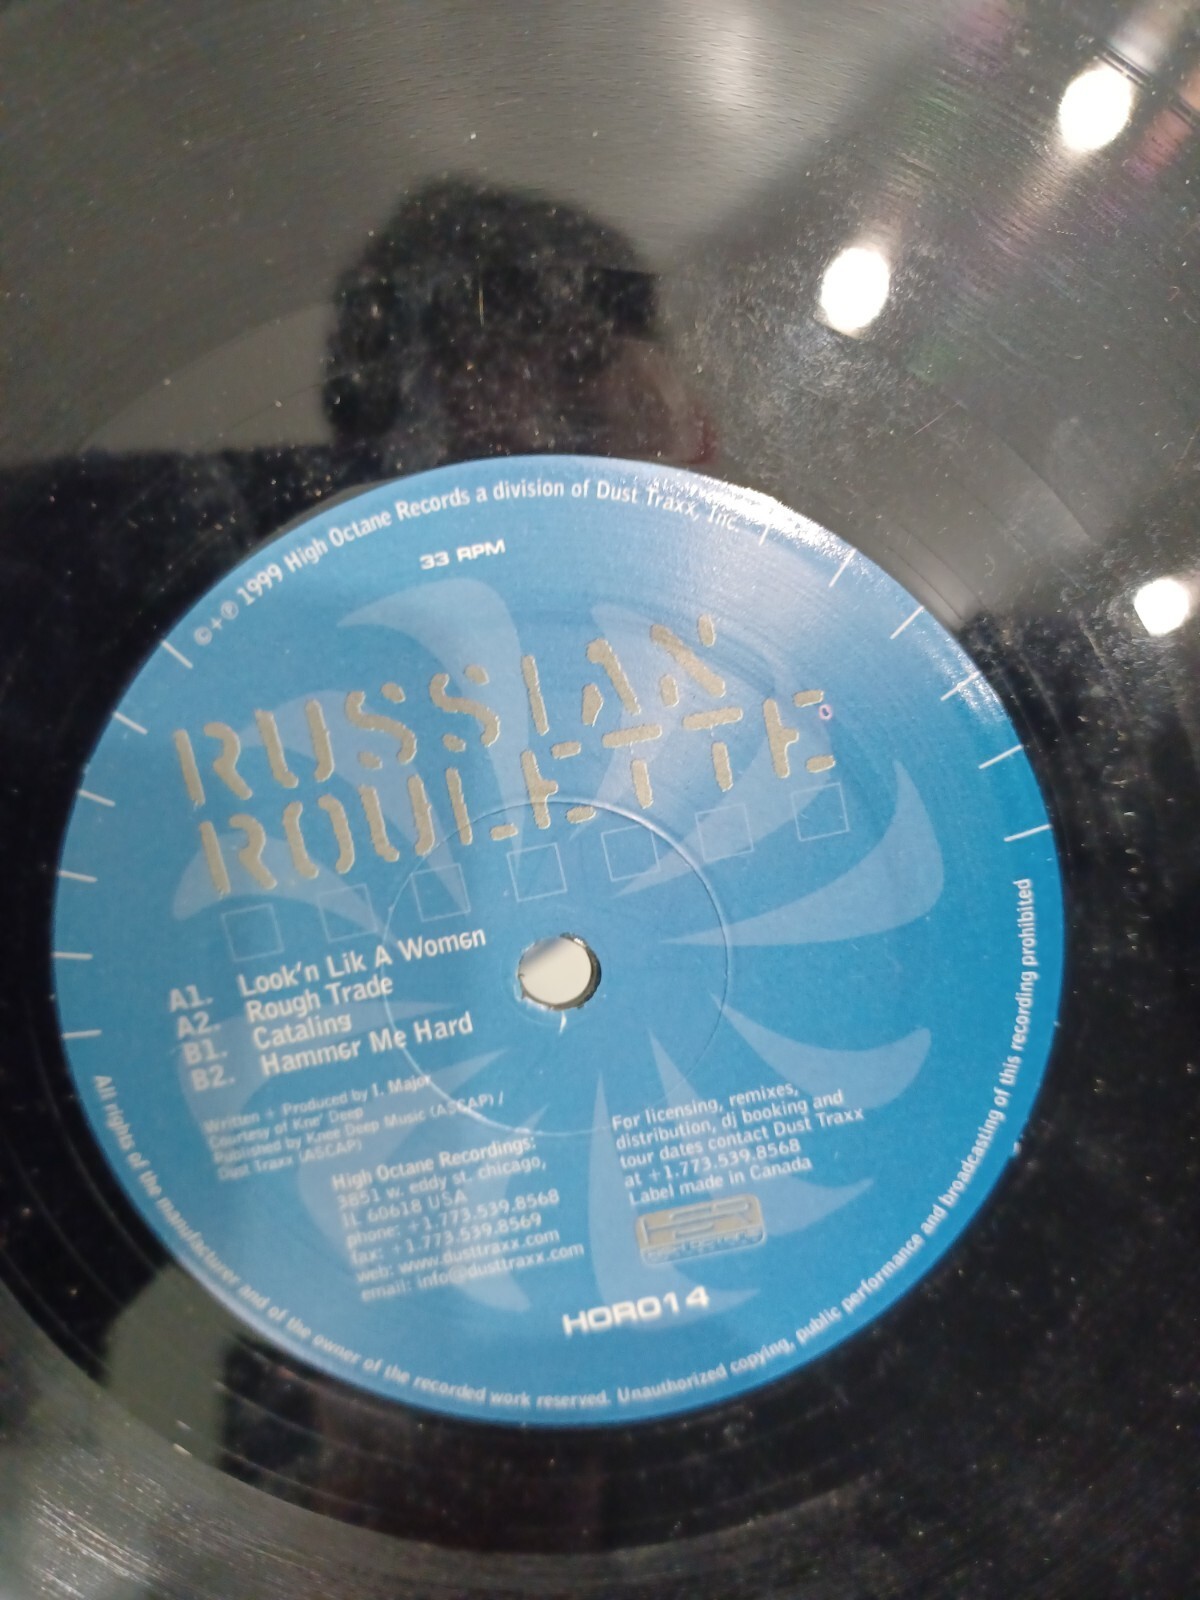 ©+℗ 1999 High Octane Records a division of Dust Traxx, Inc.
33 RPM
RUSSIAN
ROULETTE
A1. Look'n Lik A Women
A2. Rough Trade
B1. Cataling
B2. Hammer Me Hard
Written + Produced by I. Major
Courtesy of Kne' Deep
Published by Knee Deep Music (ASCAP) /
Dust Traxx (ASCAP)
High Octane Recordings:
3851 w. eddy st. chicago,
IL 60618 USA
phone: +1.773.539.8568
fax: +1.773.539.8569
web: www.dusttraxx.com
email: info@dusttraxx.com
For licensing, remixes,
distribution, dj booking and
tour dates contact Dust Traxx
at +1.773.539.8568
Label made in Canada
HOR014
All rights of the manufacturer and of the owner of the recorded work reserved. Unauthorized copying, public performance and broadcasting of this recording prohibited